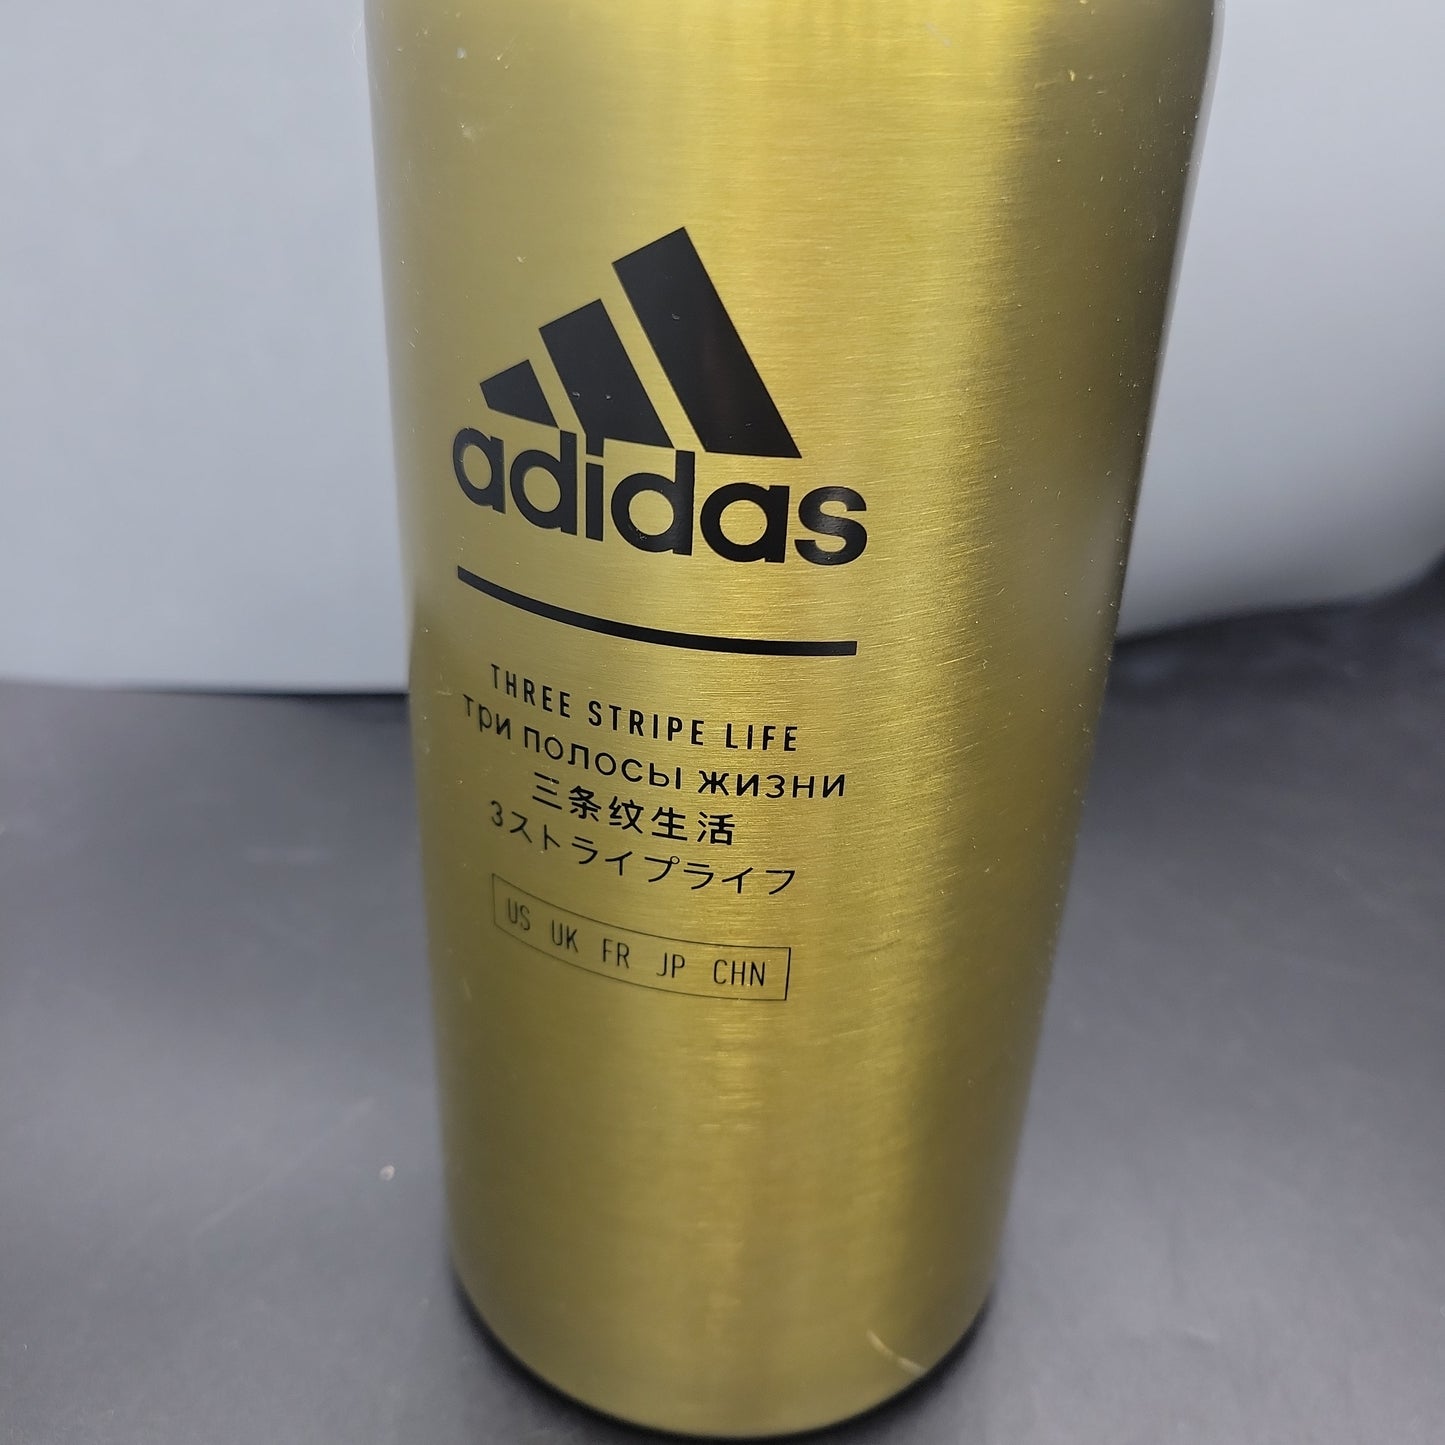 adidas
THREE STRIPE LIFE
три полосы жизни
三条纹生活
3ストライプライフ
US UK FR JP CHN